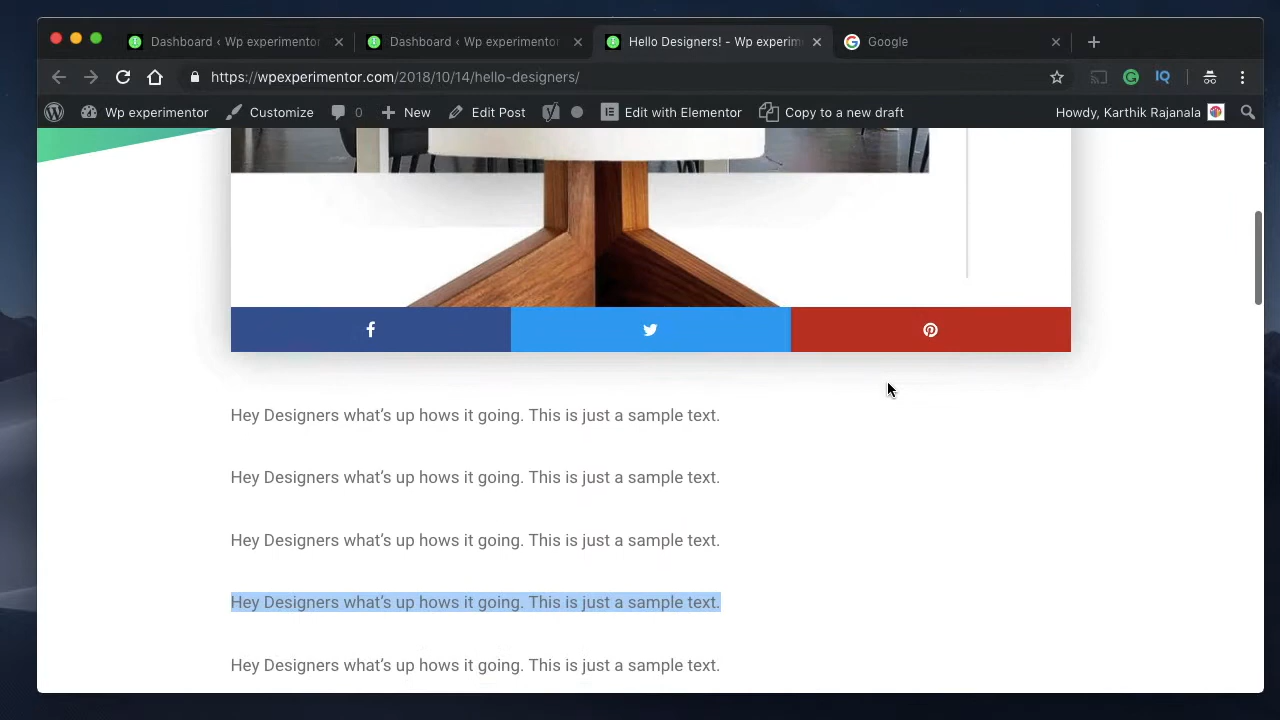 Dashboard ‹ Wp experimentor
Dashboard ‹ Wp experimentor
Hello Designers! - Wp experim
Google
https://wpexperimentor.com/2018/10/14/hello-designers/
IQ
Wp experimentor
Customize
0
New
Edit Post
Edit with Elementor
Copy to a new draft
Howdy, Karthik Rajanala
Hey Designers what’s up hows it going. This is just a sample text.
Hey Designers what’s up hows it going. This is just a sample text.
Hey Designers what’s up hows it going. This is just a sample text.
Hey Designers what’s up hows it going. This is just a sample text.
Hey Designers what’s up hows it going. This is just a sample text.